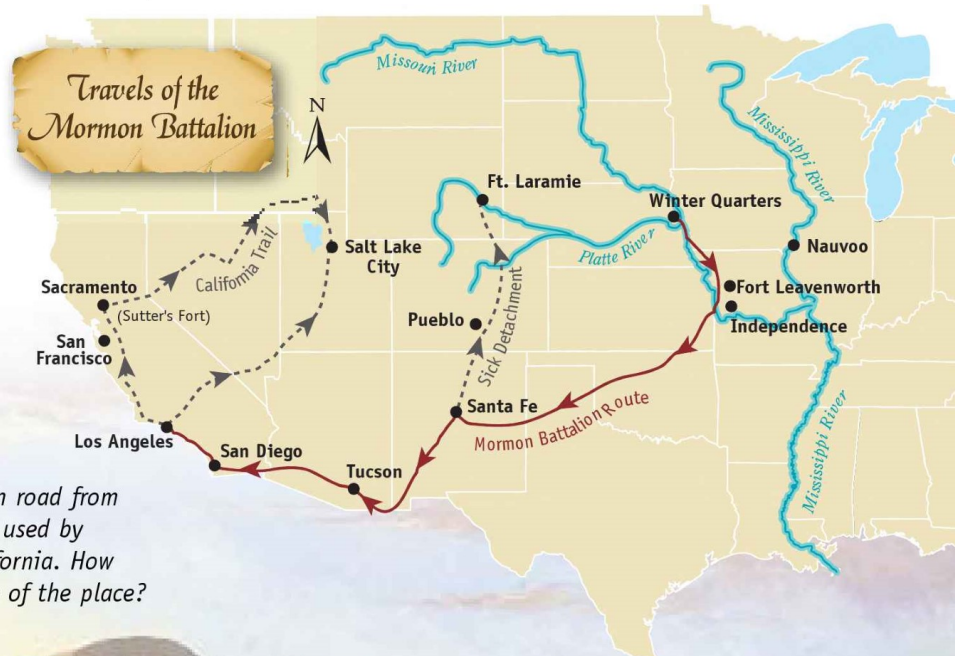 Travels of the
Mormon Battalion
N
Missouri River
Mississippi River
Ft. Laramie
Winter Quarters
Platte River
Nauvoo
Salt Lake
City
California Trail
Fort Leavenworth
Sacramento
(Sutter's Fort)
Independence
Pueblo
San
Francisco
Sick Detachment
Santa Fe
Mormon Battalion Route
Los Angeles
San Diego
Tucson
Mississippi River
road from
used by
fornia. How
of the place?